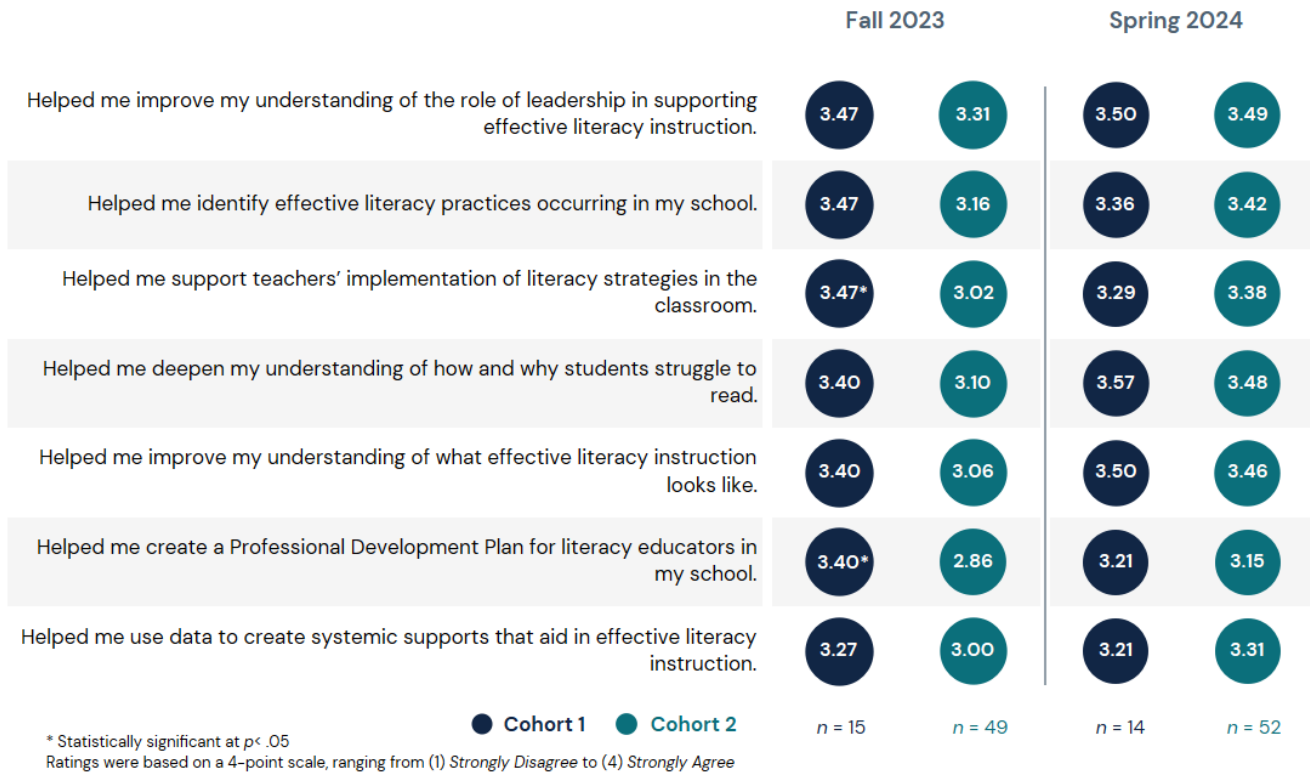 Fall 2023 Spring 2024
Helped me improve my understanding of the role of leadership in supporting
effective literacy instruction.
3.47 3.31 3.50 3.49
Helped me identify effective literacy practices occurring in my school.
3.47 3.16 3.36 3.42
Helped me support teachers’ implementation of literacy strategies in the
classroom.
3.47* 3.02 3.29 3.38
Helped me deepen my understanding of how and why students struggle to
read.
3.40 3.10 3.57 3.48
Helped me improve my understanding of what effective literacy instruction
looks like.
3.40 3.06 3.50 3.46
Helped me create a Professional Development Plan for literacy educators in
my school.
3.40* 2.86 3.21 3.15
Helped me use data to create systemic supports that aid in effective literacy
instruction.
3.27 3.00 3.21 3.31
Cohort 1 Cohort 2 n = 15 n = 49 n = 14 n = 52
* Statistically significant at p< .05
Ratings were based on a 4-point scale, ranging from (1) Strongly Disagree to (4) Strongly Agree